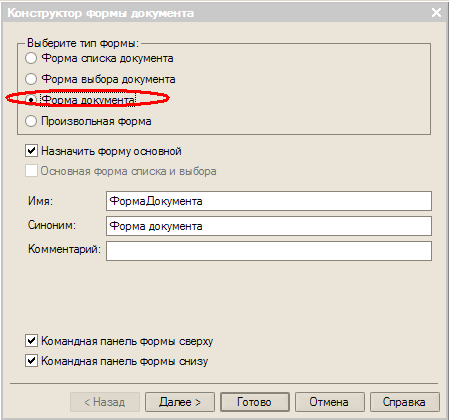 Конструктор формы документа
Выберите тип формы:
Форма списка документа
Форма выбора документа
Форма документа
Произвольная форма
Назначить форму основной
Основная форма списка и выбора
Имя: ФормаДокумента
Синоним: Форма документа
Комментарий:
Командная панель формы сверху
Командная панель формы снизу
< Назад Далее > Готово Отмена Справка